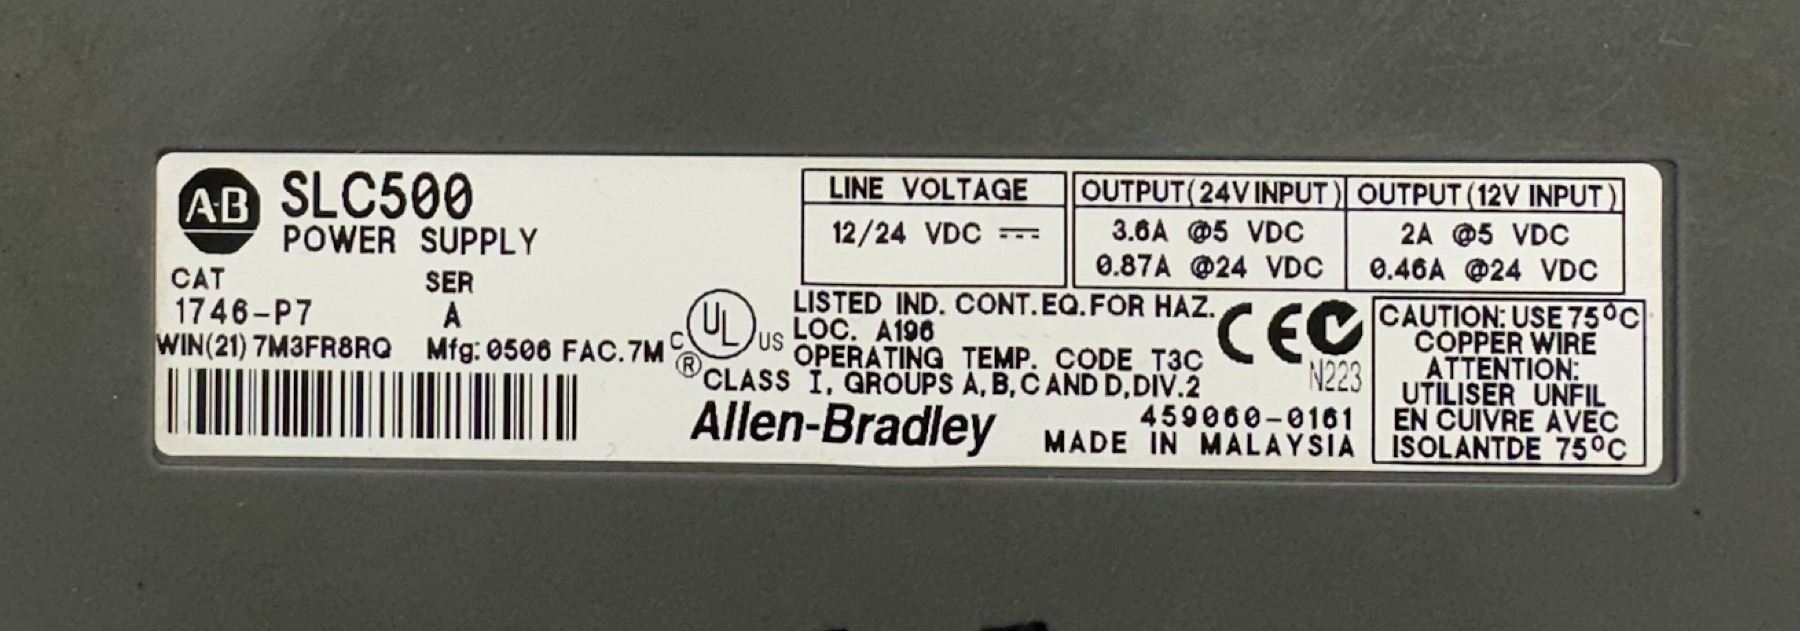 A-B
SLC500
POWER SUPPLY
CAT
1746-P7
SER
A
WIN(21) 7M3FR8RQ Mfg: 0506 FAC. 7M
LINE VOLTAGE
12/24 VDC
OUTPUT (24V INPUT)
3.6A @5 VDC
0.87A @24 VDC
OUTPUT (12V INPUT)
2A @5 VDC
0.46A @24 VDC
C UL US ®
LISTED IND. CONT. EQ. FOR HAZ.
LOC. A196
OPERATING TEMP. CODE T3C
CLASS I, GROUPS A, B, C AND D, DIV.2
CE
N223
Allen-Bradley
459060-0161
MADE IN MALAYSIA
CAUTION: USE 75°C
COPPER WIRE
ATTENTION:
UTILISER UNFIL
EN CUIVRE AVEC
ISOLANTDE 75°C